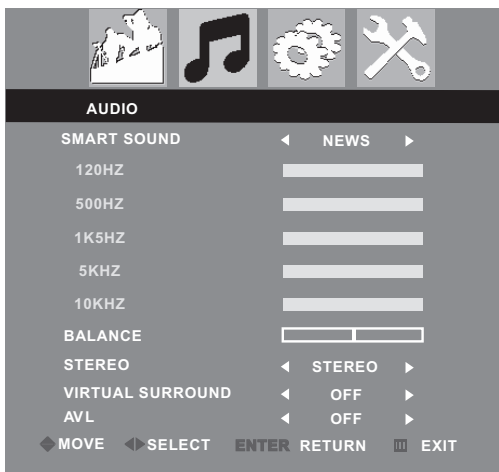 AUDIO
SMART SOUND NEWS
120HZ
500HZ
1K5HZ
5KHZ
10KHZ
BALANCE
STEREO STEREO
VIRTUAL SURROUND OFF
AVL OFF
MOVE SELECT ENTER RETURN EXIT